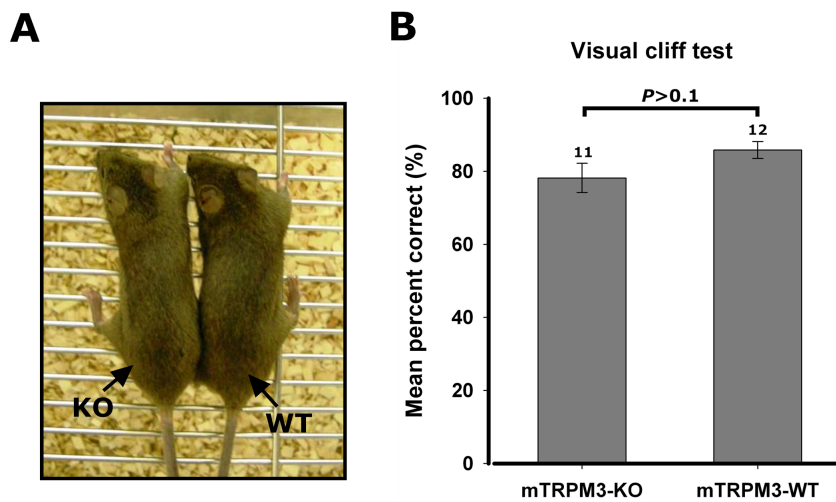 A
KO
WT
B
Visual cliff test
P>0.1
11
12
Mean percent correct (%)
100
80
60
40
20
0
mTRPM3-KO
mTRPM3-WT